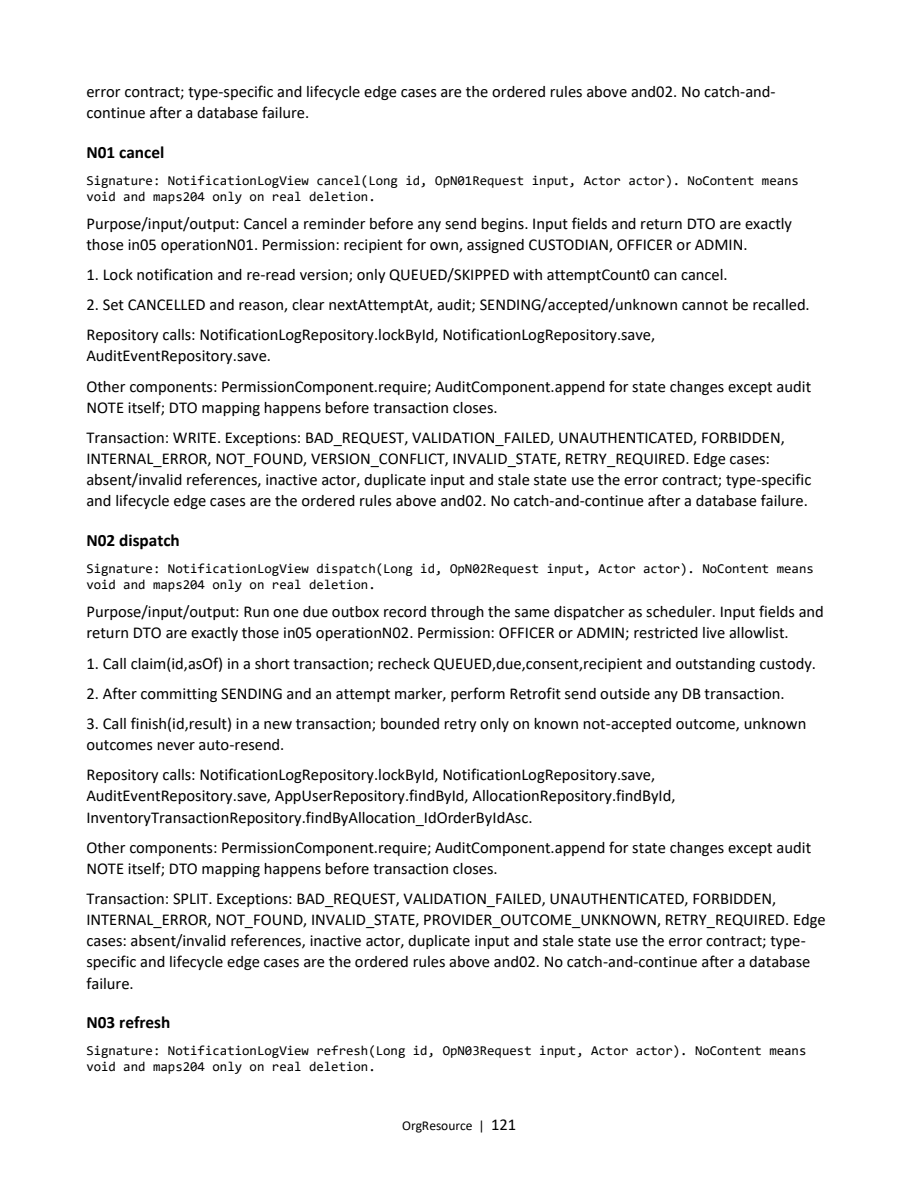 error contract; type-specific and lifecycle edge cases are the ordered rules above and02. No catch-and-
continue after a database failure.
N01 cancel
Signature: NotificationLogView cancel(Long id, OpN01Request input, Actor actor). NoContent means
void and maps204 only on real deletion.
Purpose/input/output: Cancel a reminder before any send begins. Input fields and return DTO are exactly
those in05 operationN01. Permission: recipient for own, assigned CUSTODIAN, OFFICER or ADMIN.
1. Lock notification and re-read version; only QUEUED/SKIPPED with attemptCount0 can cancel.
2. Set CANCELLED and reason, clear nextAttemptAt, audit; SENDING/accepted/unknown cannot be recalled.
Repository calls: NotificationLogRepository.lockById, NotificationLogRepository.save,
AuditEventRepository.save.
Other components: PermissionComponent.require; AuditComponent.append for state changes except audit
NOTE itself; DTO mapping happens before transaction closes.
Transaction: WRITE. Exceptions: BAD_REQUEST, VALIDATION_FAILED, UNAUTHENTICATED, FORBIDDEN,
INTERNAL_ERROR, NOT_FOUND, VERSION_CONFLICT, INVALID_STATE, RETRY_REQUIRED. Edge cases:
absent/invalid references, inactive actor, duplicate input and stale state use the error contract; type-specific
and lifecycle edge cases are the ordered rules above and02. No catch-and-continue after a database failure.
N02 dispatch
Signature: NotificationLogView dispatch(Long id, OpN02Request input, Actor actor). NoContent means
void and maps204 only on real deletion.
Purpose/input/output: Run one due outbox record through the same dispatcher as scheduler. Input fields and
return DTO are exactly those in05 operationN02. Permission: OFFICER or ADMIN; restricted live allowlist.
1. Call claim(id,asOf) in a short transaction; recheck QUEUED,due,consent,recipient and outstanding custody.
2. After committing SENDING and an attempt marker, perform Retrofit send outside any DB transaction.
3. Call finish(id,result) in a new transaction; bounded retry only on known not-accepted outcome, unknown
outcomes never auto-resend.
Repository calls: NotificationLogRepository.lockById, NotificationLogRepository.save,
AuditEventRepository.save, AppUserRepository.findById, AllocationRepository.findById,
InventoryTransactionRepository.findByAllocation_IdOrderByIdAsc.
Other components: PermissionComponent.require; AuditComponent.append for state changes except audit
NOTE itself; DTO mapping happens before transaction closes.
Transaction: SPLIT. Exceptions: BAD_REQUEST, VALIDATION_FAILED, UNAUTHENTICATED, FORBIDDEN,
INTERNAL_ERROR, NOT_FOUND, INVALID_STATE, PROVIDER_OUTCOME_UNKNOWN, RETRY_REQUIRED. Edge
cases: absent/invalid references, inactive actor, duplicate input and stale state use the error contract; type-
specific and lifecycle edge cases are the ordered rules above and02. No catch-and-continue after a database
failure.
N03 refresh
Signature: NotificationLogView refresh(Long id, OpN03Request input, Actor actor). NoContent means
void and maps204 only on real deletion.
OrgResource | 121